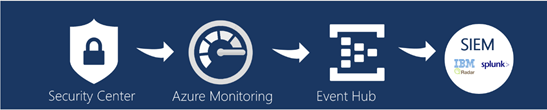 Security Center
Azure Monitoring
Event Hub
SIEM
IBM
Radar
splunk>